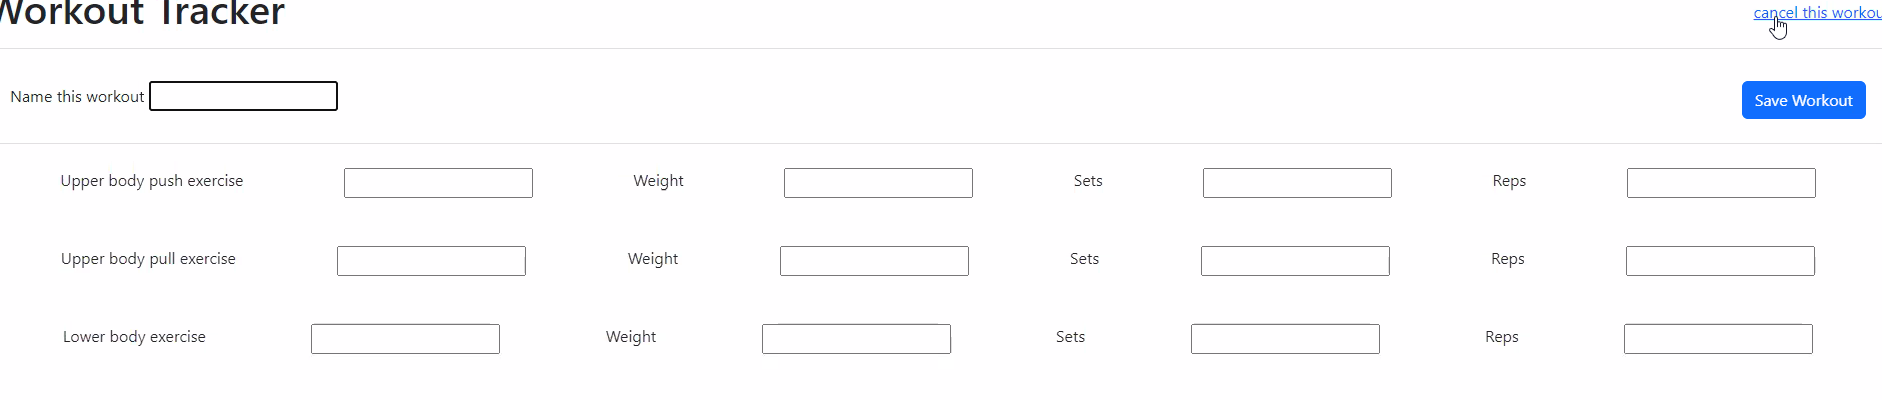 Workout Tracker
cancel this workou
Name this workout
Save Workout
Upper body push exercise Weight Sets Reps
Upper body pull exercise Weight Sets Reps
Lower body exercise Weight Sets Reps